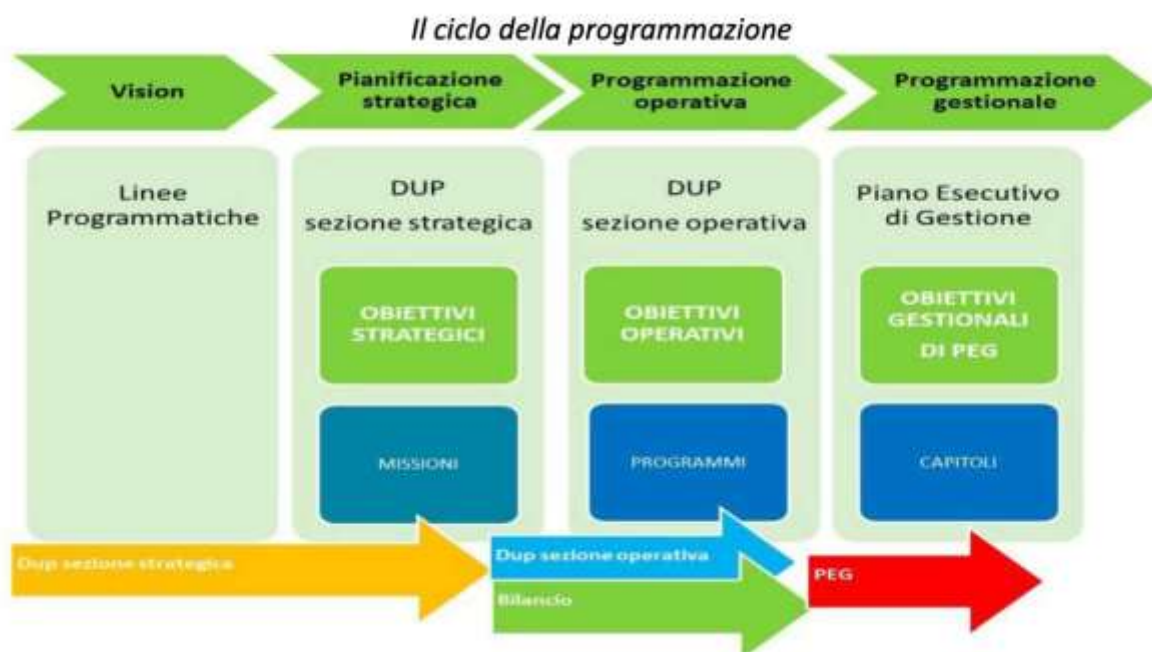 Il ciclo della programmazione
Vision
Pianificazione
strategica
Programmazione
operativa
Programmazione
gestionale
Linee
Programmatiche
DUP
sezione strategica
OBIETTIVI
STRATEGICI
MISSIONI
DUP
sezione operativa
OBIETTIVI
OPERATIVI
PROGRAMMI
Piano Esecutivo
di Gestione
OBIETTIVI
GESTIONALI
DI PEG
CAPITOLI
Dup sezione strategica
Dup sezione operativa
Bilancio
PEG